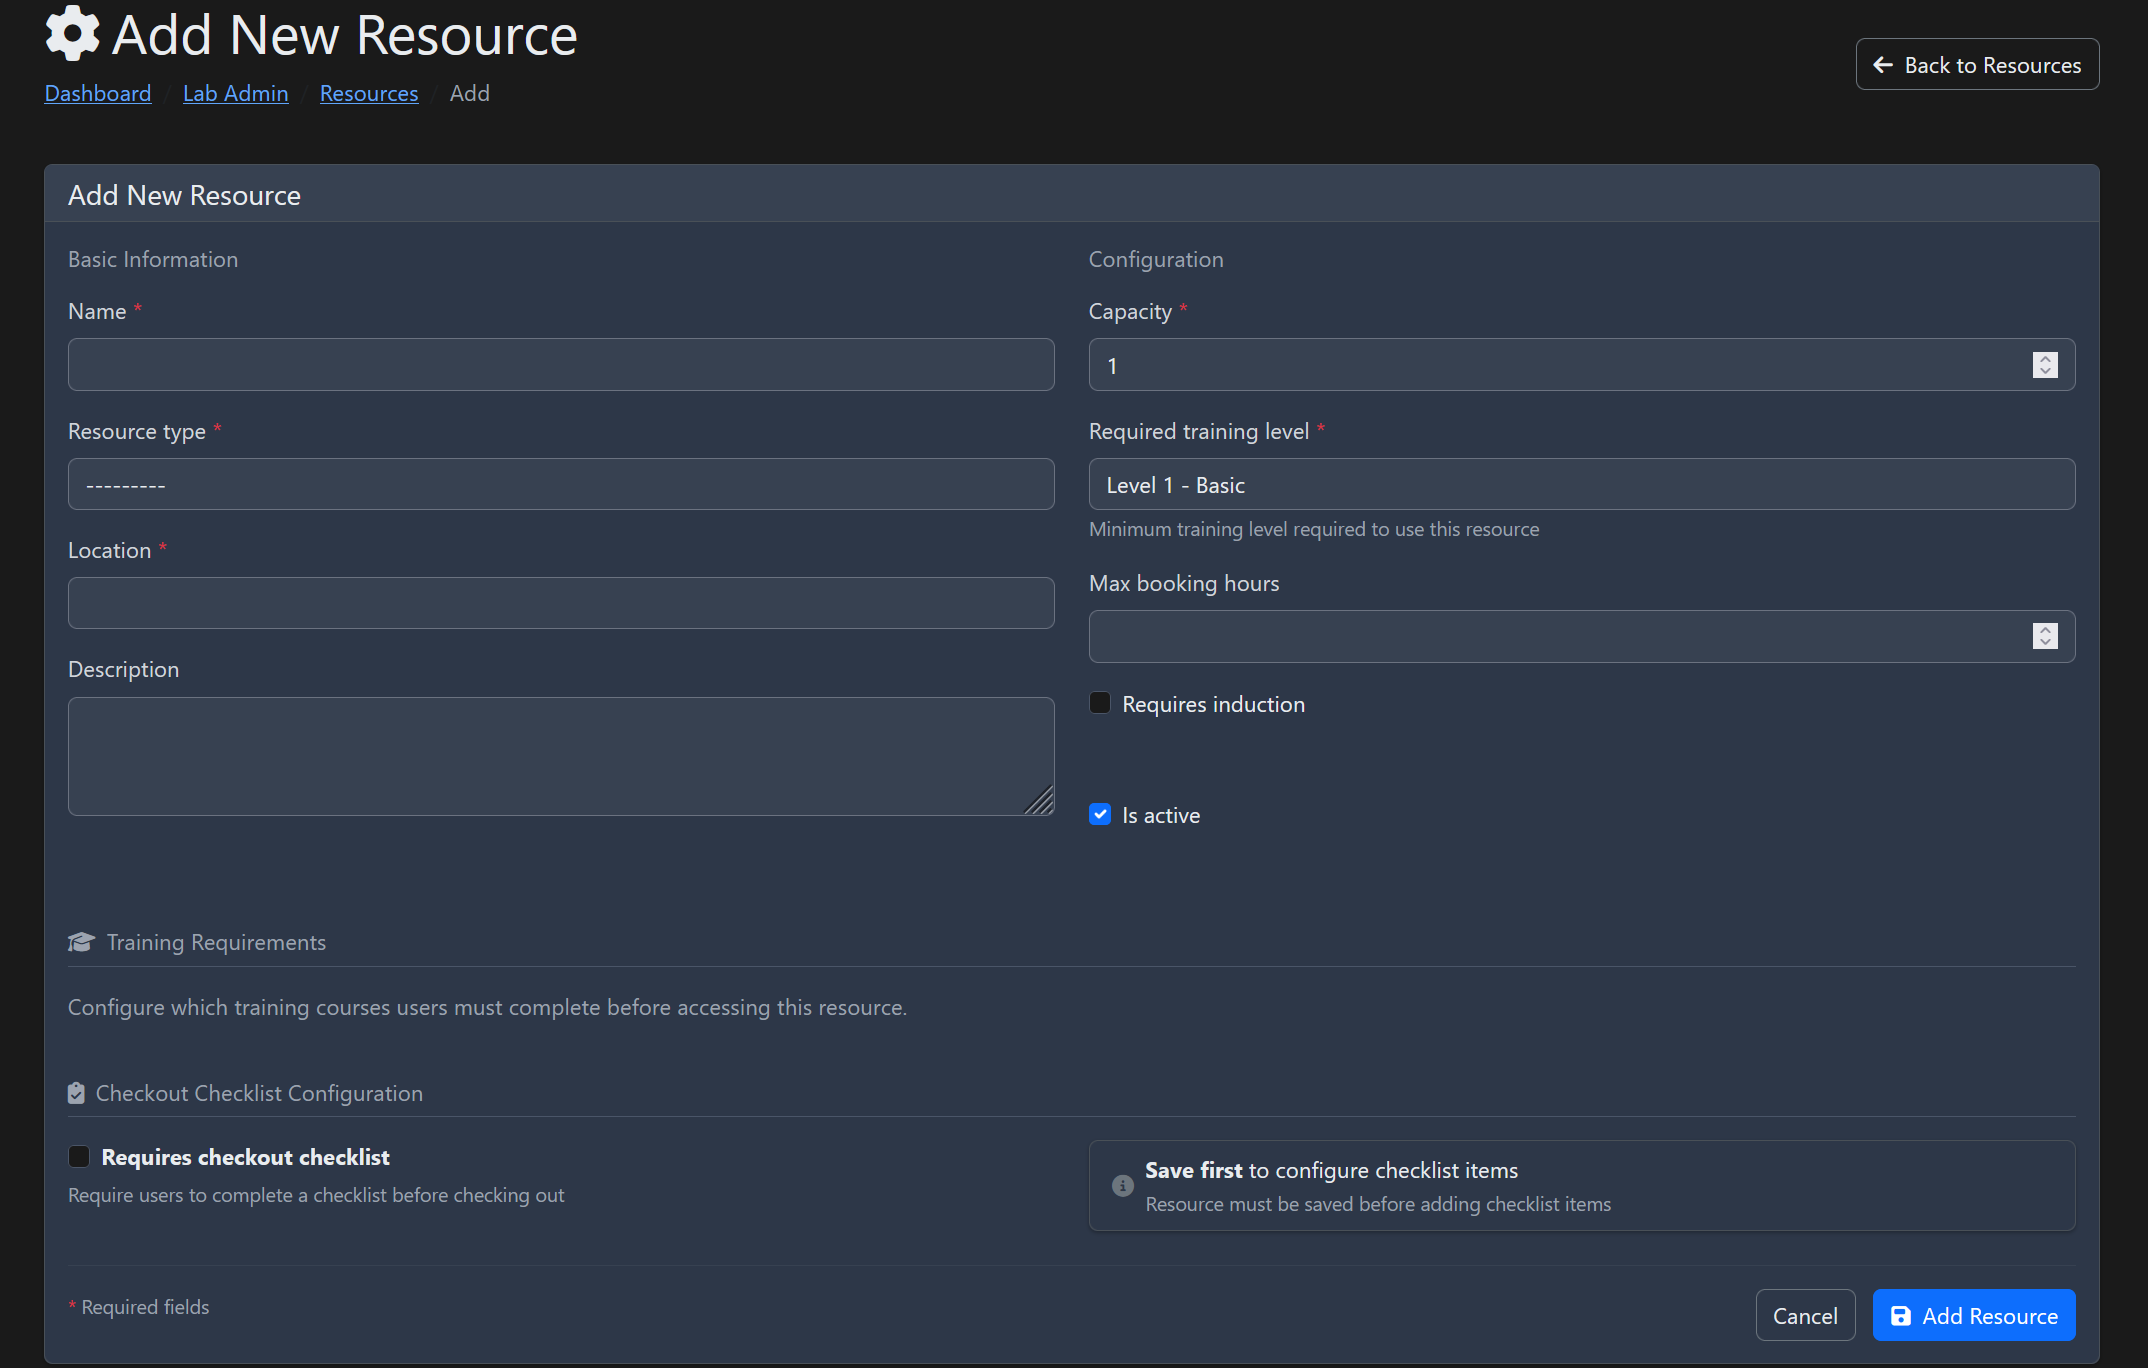 Add New Resource
Back to Resources
Dashboard / Lab Admin / Resources / Add
Add New Resource
Basic Information
Name *
Resource type *
---------
Location *
Description
Configuration
Capacity *
1
Required training level *
Level 1 - Basic
Minimum training level required to use this resource
Max booking hours
Requires induction
Is active
Training Requirements
Configure which training courses users must complete before accessing this resource.
Checkout Checklist Configuration
Requires checkout checklist
Require users to complete a checklist before checking out
Save first to configure checklist items
Resource must be saved before adding checklist items
* Required fields
Cancel
Add Resource